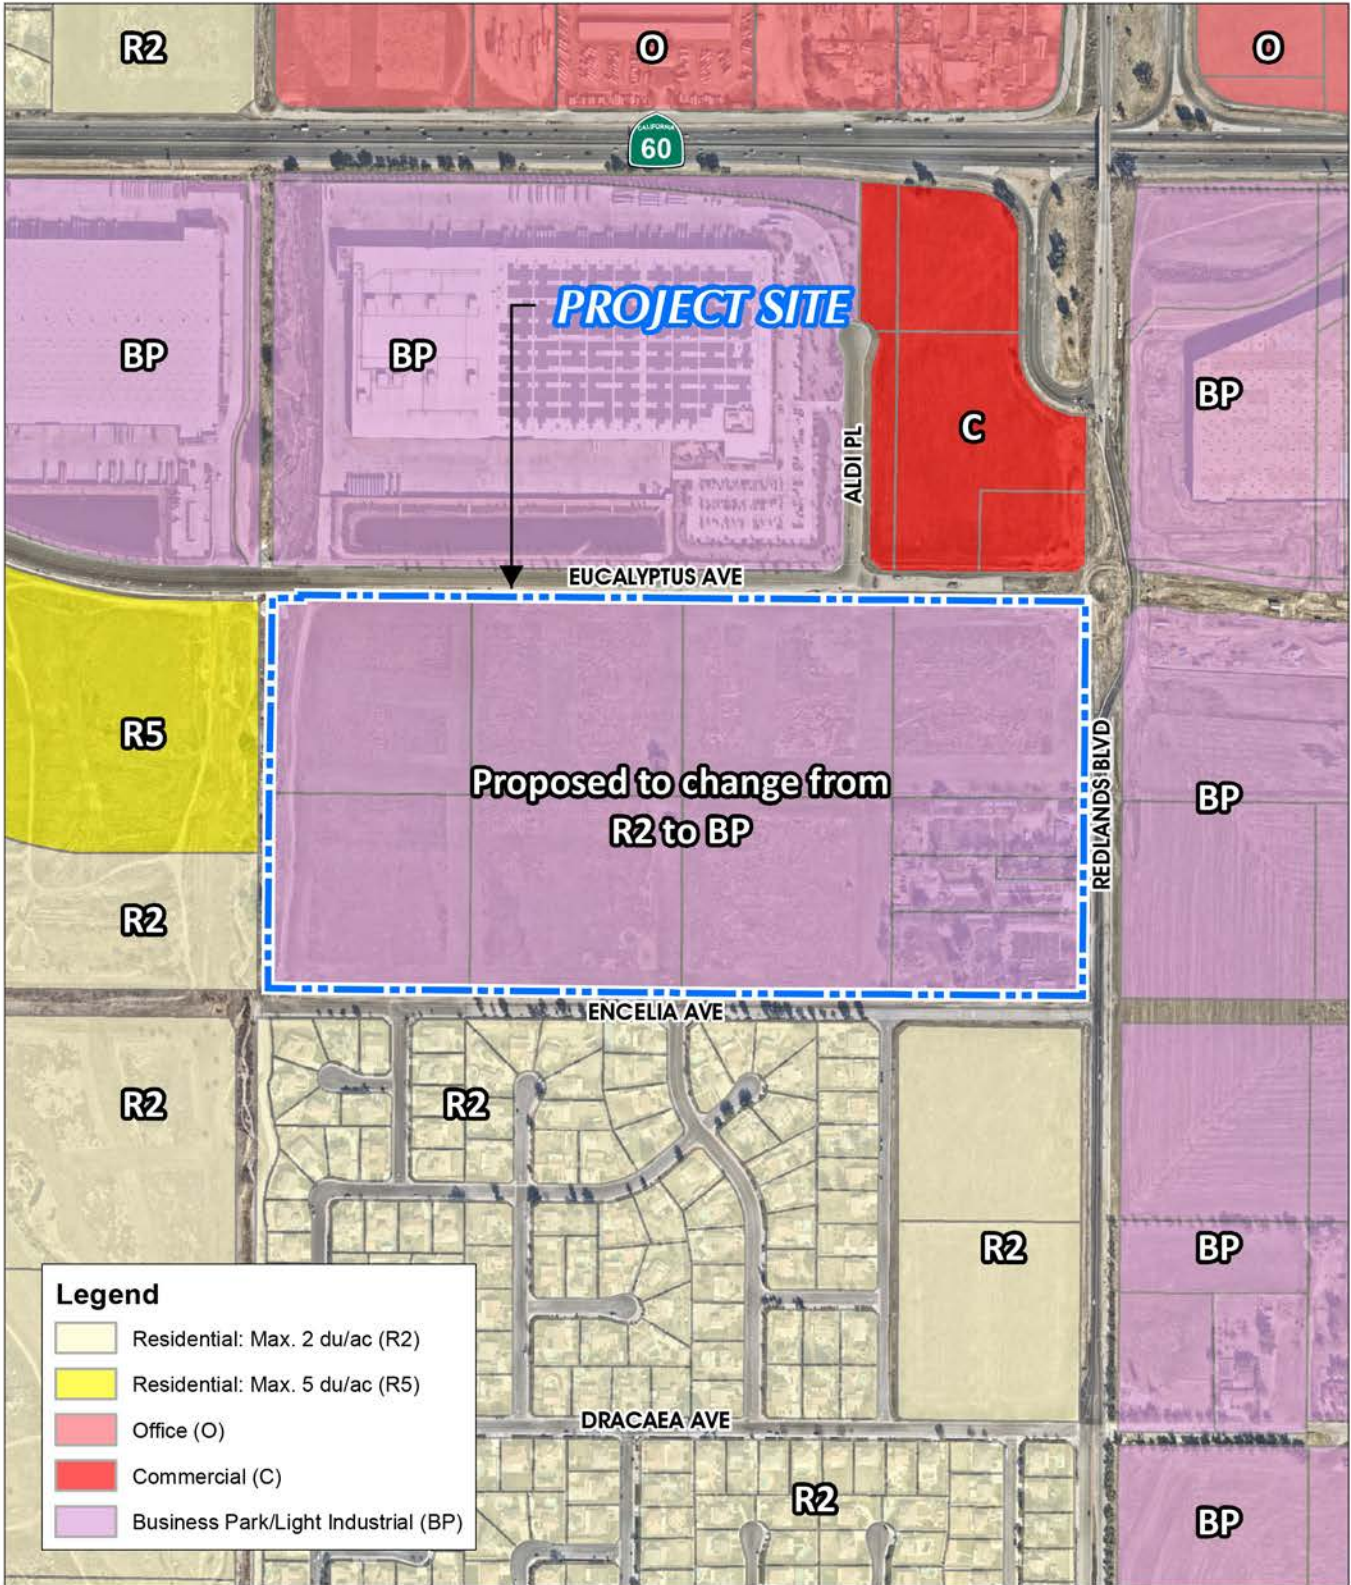 R2
O
O
CALIFORNIA
60
PROJECT SITE
BP
BP
BP
C
ALDI PL
EUCALYPTUS AVE
R5
Proposed to change from
R2 to BP
REDLANDS BLVD
BP
R2
ENCELIA AVE
R2
R2
R2
BP
Legend
Residential: Max. 2 du/ac (R2)
Residential: Max. 5 du/ac (R5)
Office (O)
Commercial (C)
Business Park/Light Industrial (BP)
DRACAEA AVE
R2
BP